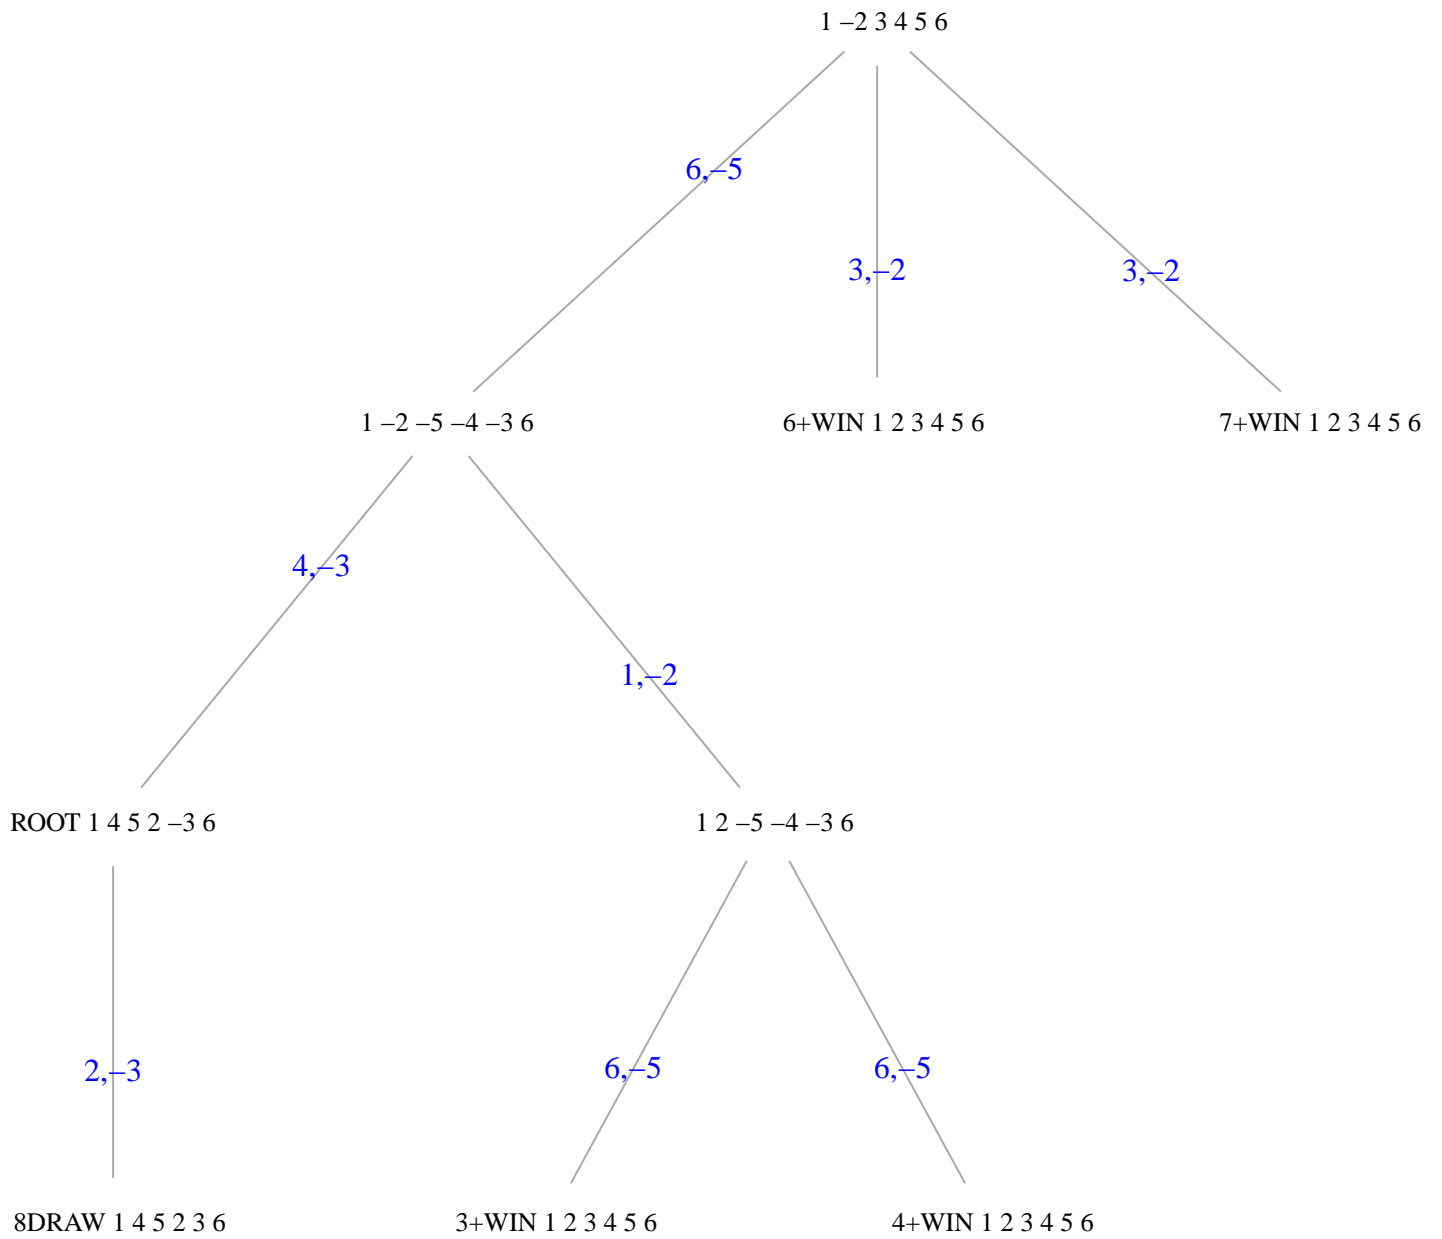 1 –2 3 4 5 6
6,–5
3,–2
3,–2
1 –2 –5 –4 –3 6
6+WIN 1 2 3 4 5 6
7+WIN 1 2 3 4 5 6
4,–3
1,–2
ROOT 1 4 5 2 –3 6
1 2 –5 –4 –3 6
2,–3
6,–5
6,–5
8DRAW 1 4 5 2 3 6
3+WIN 1 2 3 4 5 6
4+WIN 1 2 3 4 5 6